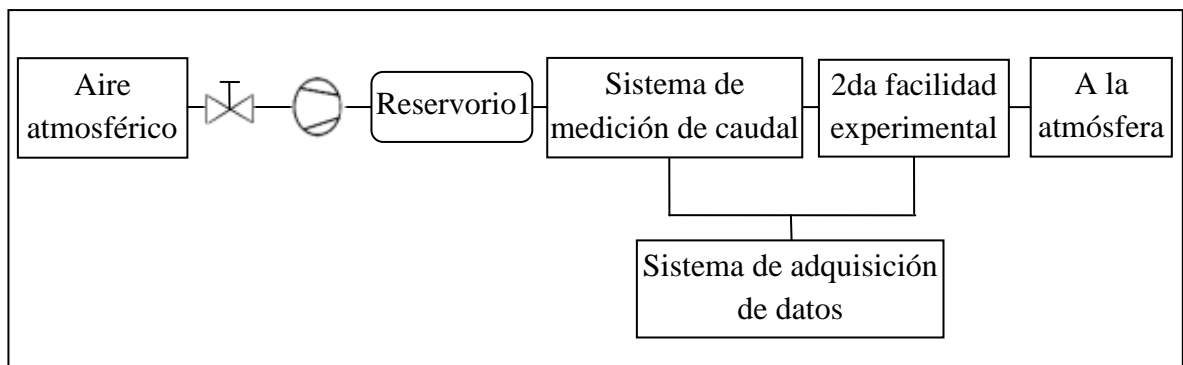 Aire
atmosférico
Reservorio1
Sistema de
medición de caudal
2da facilidad
experimental
A la
atmósfera
Sistema de adquisición
de datos